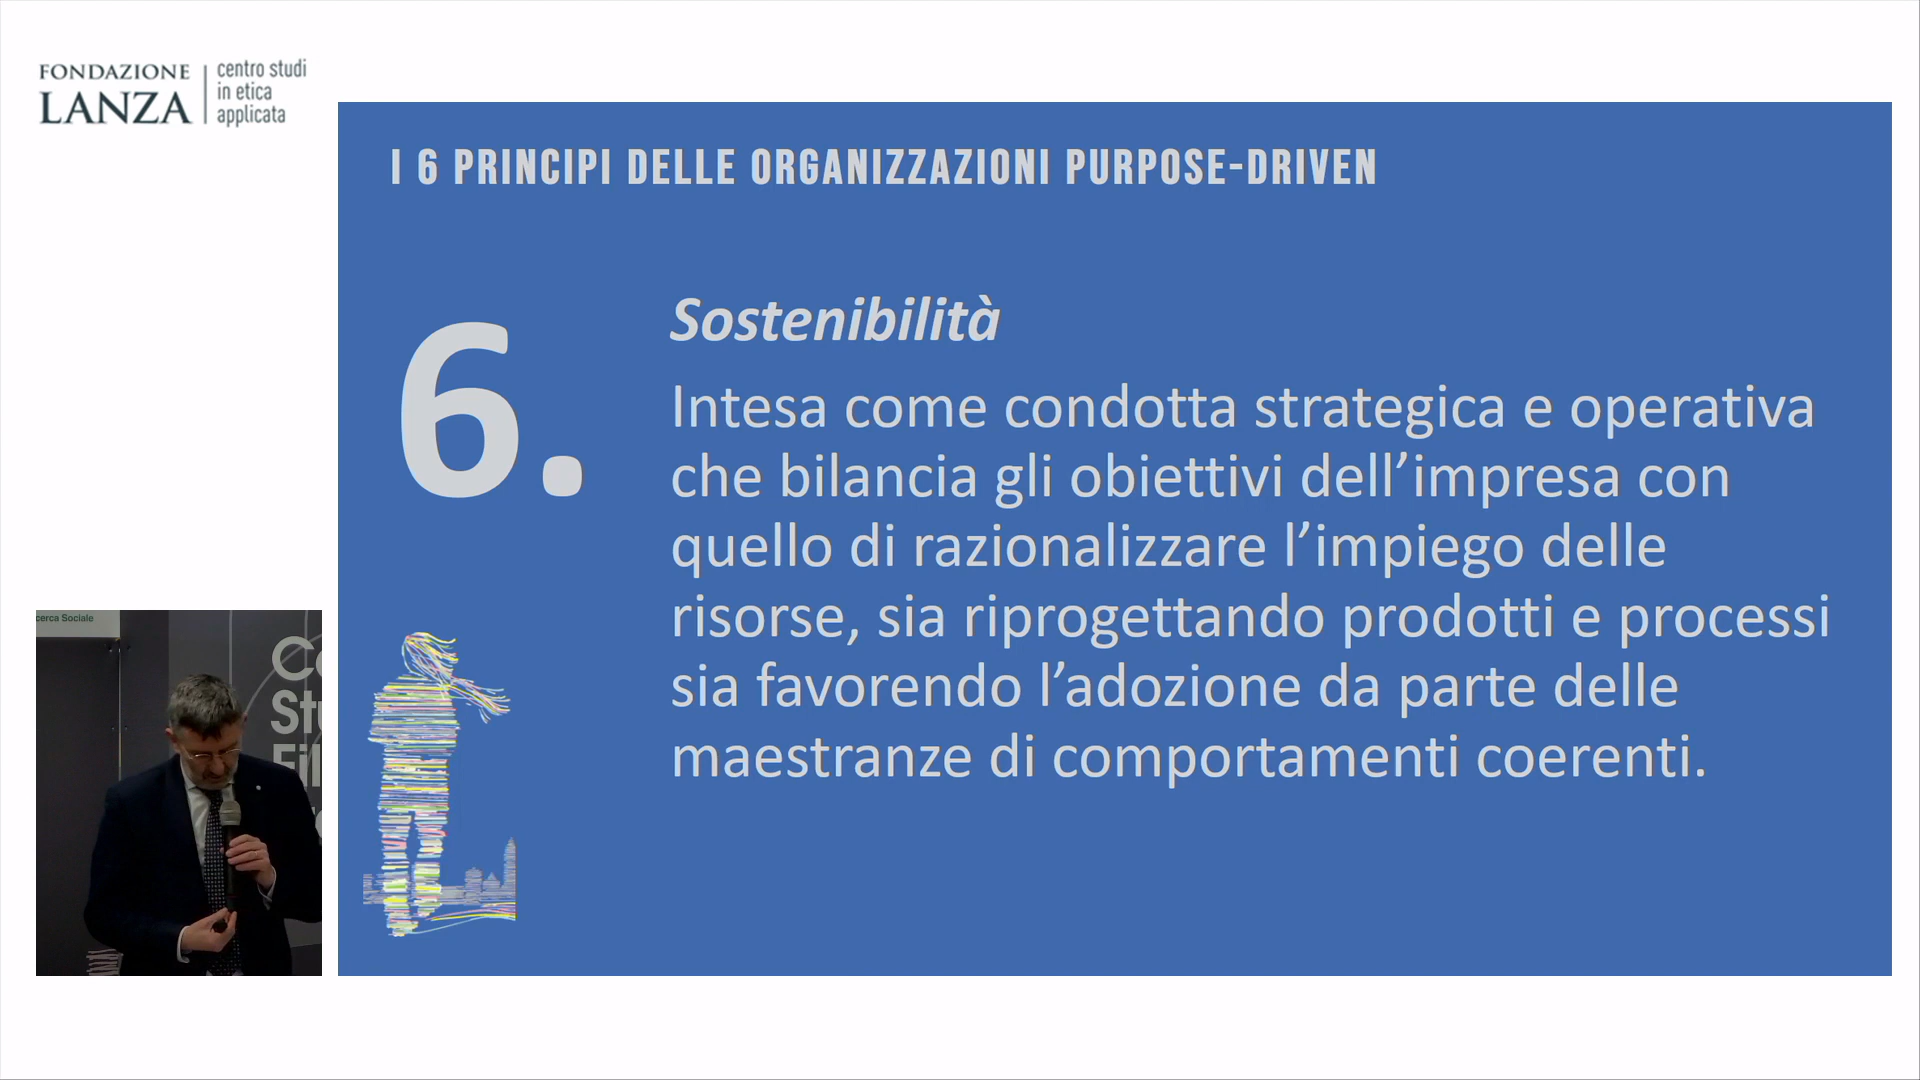 FONDAZIONE
LANZA
centro studi
in etica
applicata
I 6 PRINCIPI DELLE ORGANIZZAZIONI PURPOSE-DRIVEN
6.
Sostenibilità
Intesa come condotta strategica e operativa
che bilancia gli obiettivi dell’impresa con
quello di razionalizzare l’impiego delle
risorse, sia riprogettando prodotti e processi
sia favorendo l’adozione da parte delle
maestranze di comportamenti coerenti.
Sociale